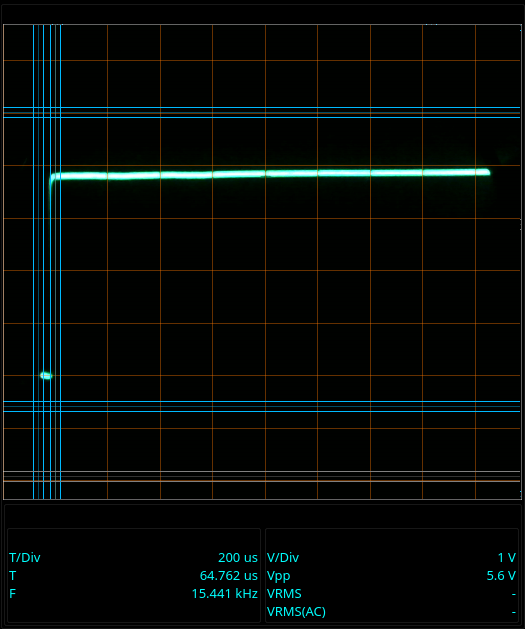 T/Div 200 us V/Div 1 V
T 64.762 us Vpp 5.6 V
F 15.441 kHz VRMS -
VRMS(AC) -